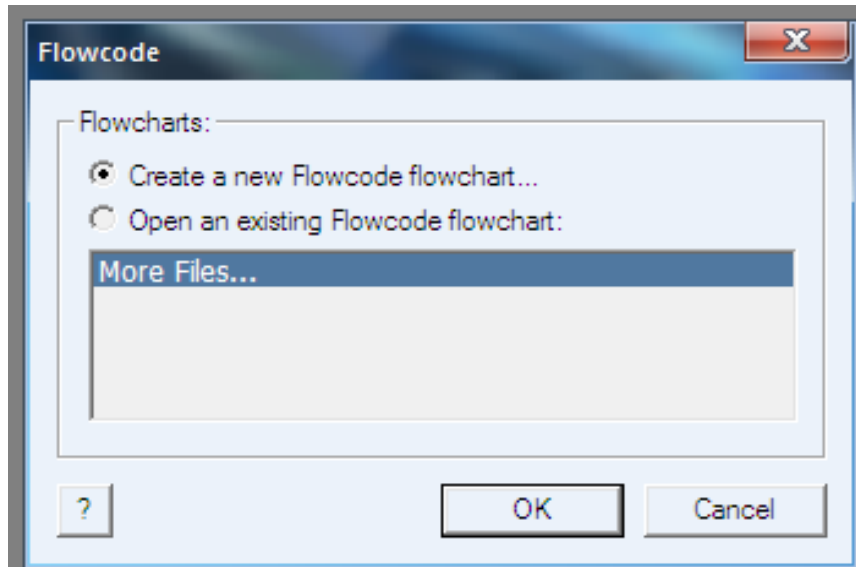 Flowcode
Flowcharts:
Create a new Flowcode flowchart...
Open an existing Flowcode flowchart:
More Files...
?
OK
Cancel